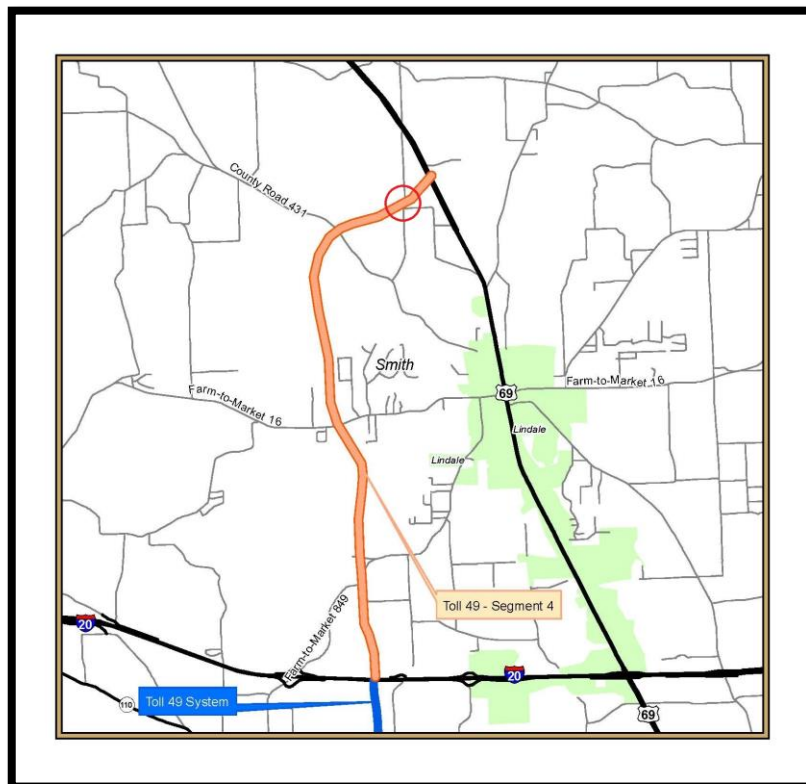 County Road 431
Smith
Farm-to-Market 16
69
Farm-to-Market 16
Lindale
Lindale
Toll 49 - Segment 4
20
Farm-to-Market 849
20
110
Toll 49 System
69